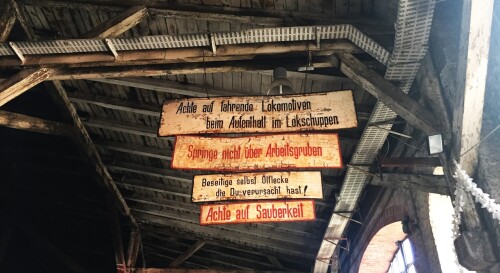 Achte auf fahrende Lokomotiven
beim Aufenthalt im Lokschuppen
Springe nicht über Arbeitsgruben
Beseitige selbst Ölflecke
die Du verursacht hast!
Achte auf Sauberkeit